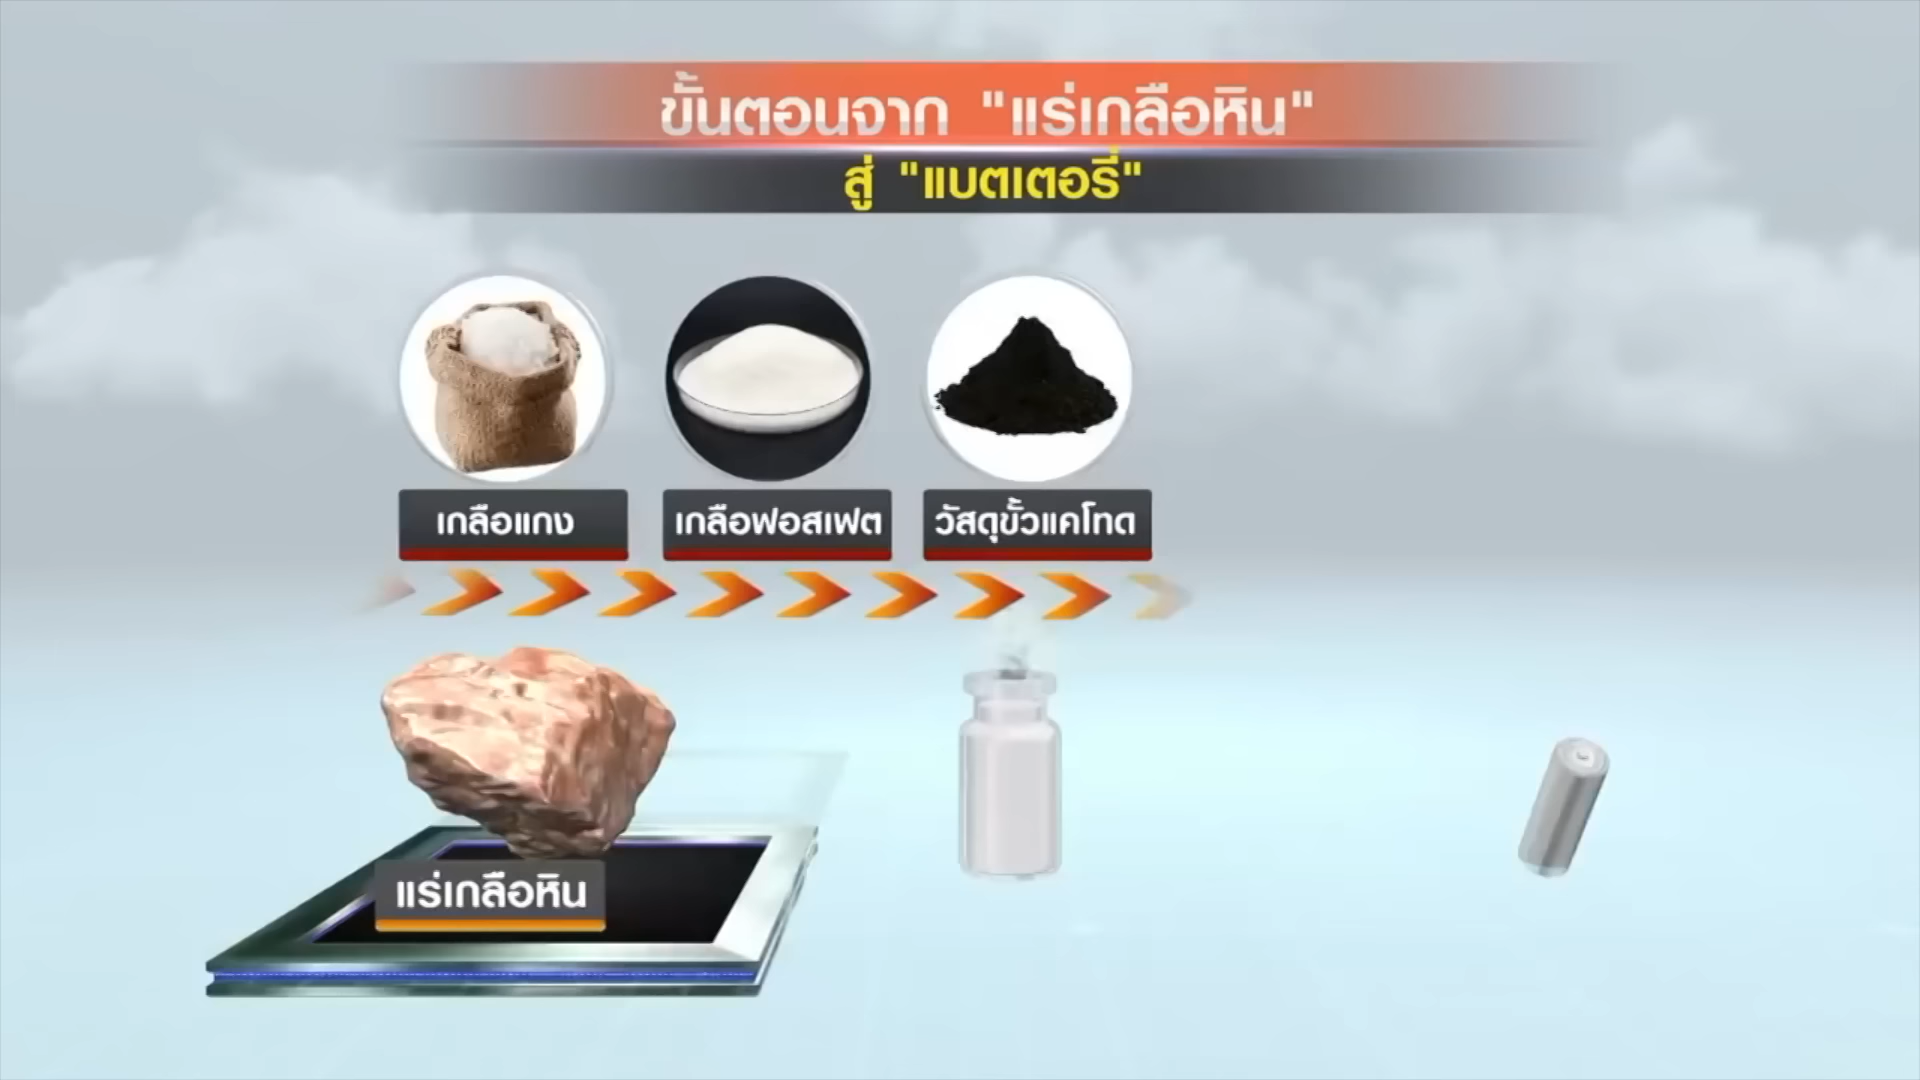 ขั้นตอนจาก "แร่เกลือหิน"
สู่ "แบตเตอรี่"
เกลือแกง
เกลือฟอสเฟต
วัสดุขั้วแคโทด
แร่เกลือหิน